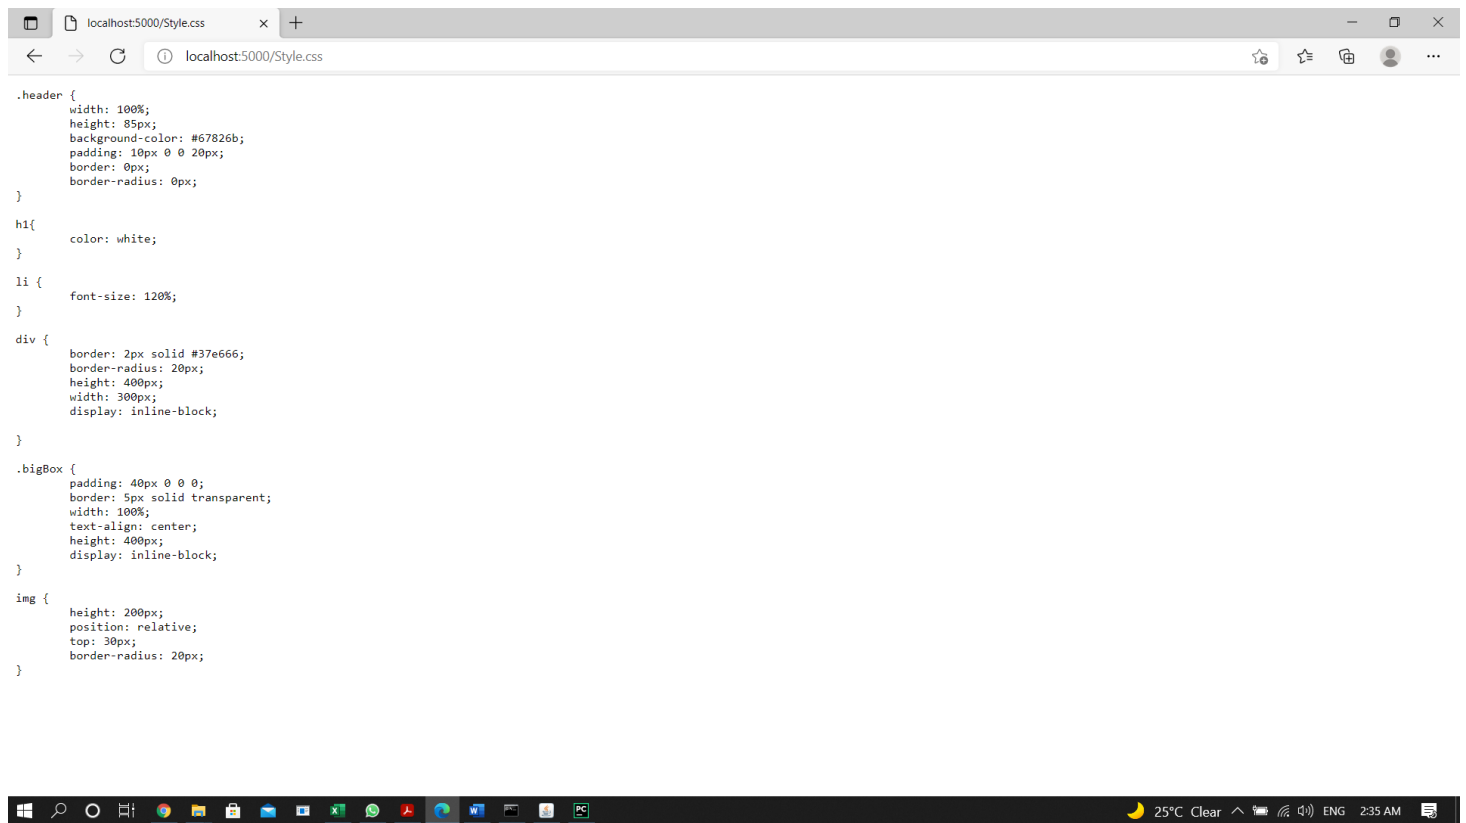 localhost:5000/Style.css
localhost:5000/Style.css
.header {
width: 100%;
height: 85px;
background-color: #67826b;
padding: 10px 0 0 20px;
border: 0px;
border-radius: 0px;
}
h1{
color: white;
}
li {
font-size: 120%;
}
div {
border: 2px solid #37e666;
border-radius: 20px;
height: 400px;
width: 300px;
display: inline-block;
}
.bigBox {
padding: 40px 0 0 0;
border: 5px solid transparent;
width: 100%;
text-align: center;
height: 400px;
display: inline-block;
}
img {
height: 200px;
position: relative;
top: 30px;
border-radius: 20px;
}
25°C Clear ENG 2:35 AM